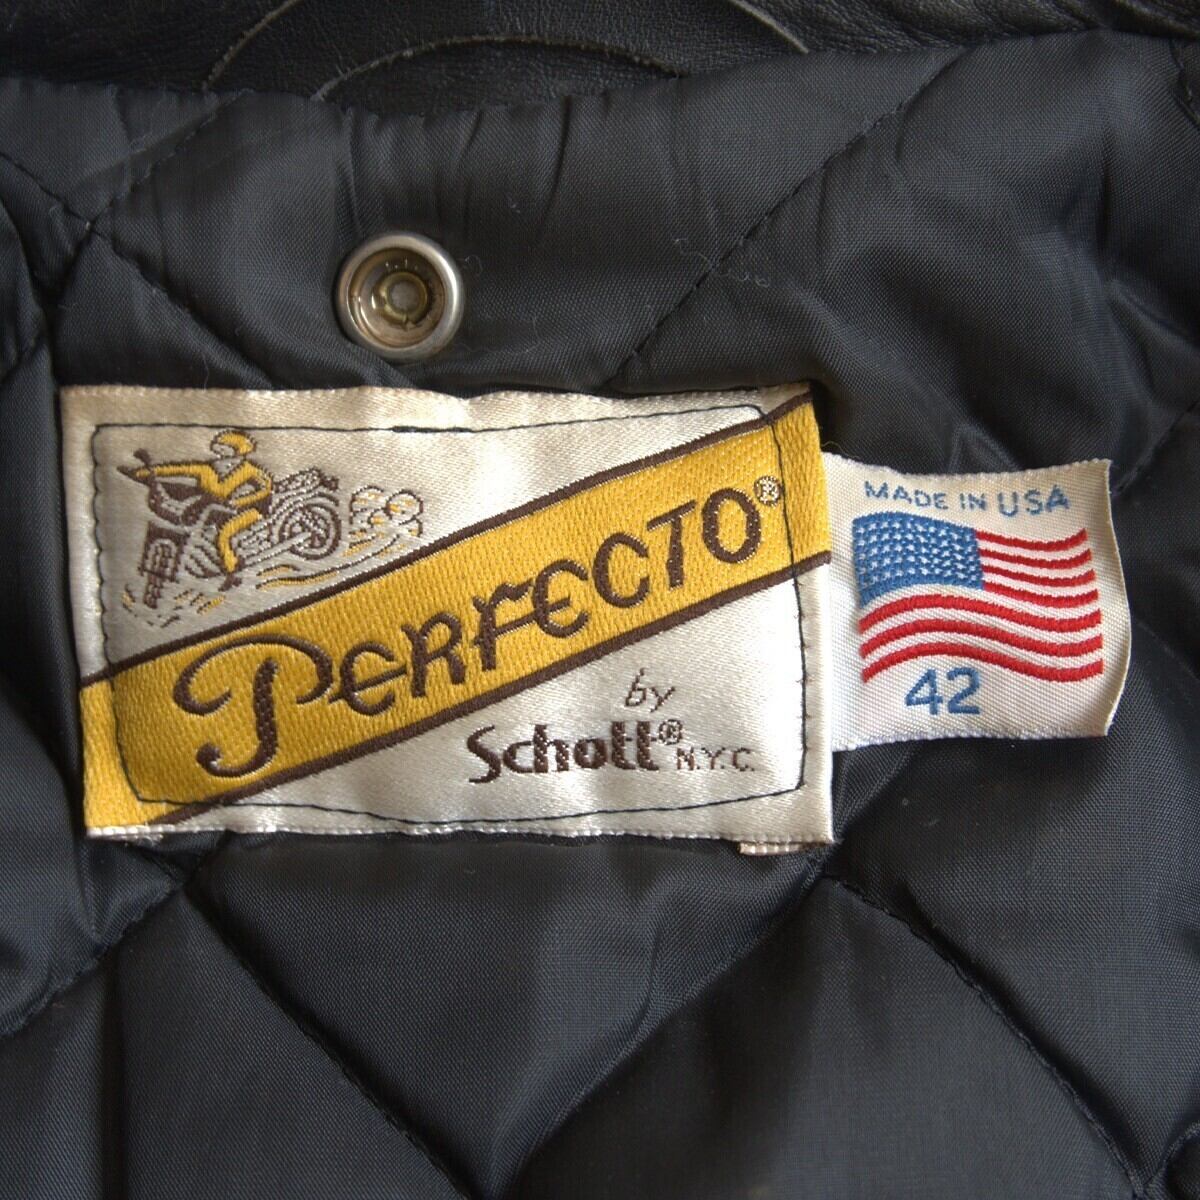 PERFECTO®
by
Schott® N.Y.C.
MADE IN USA
42